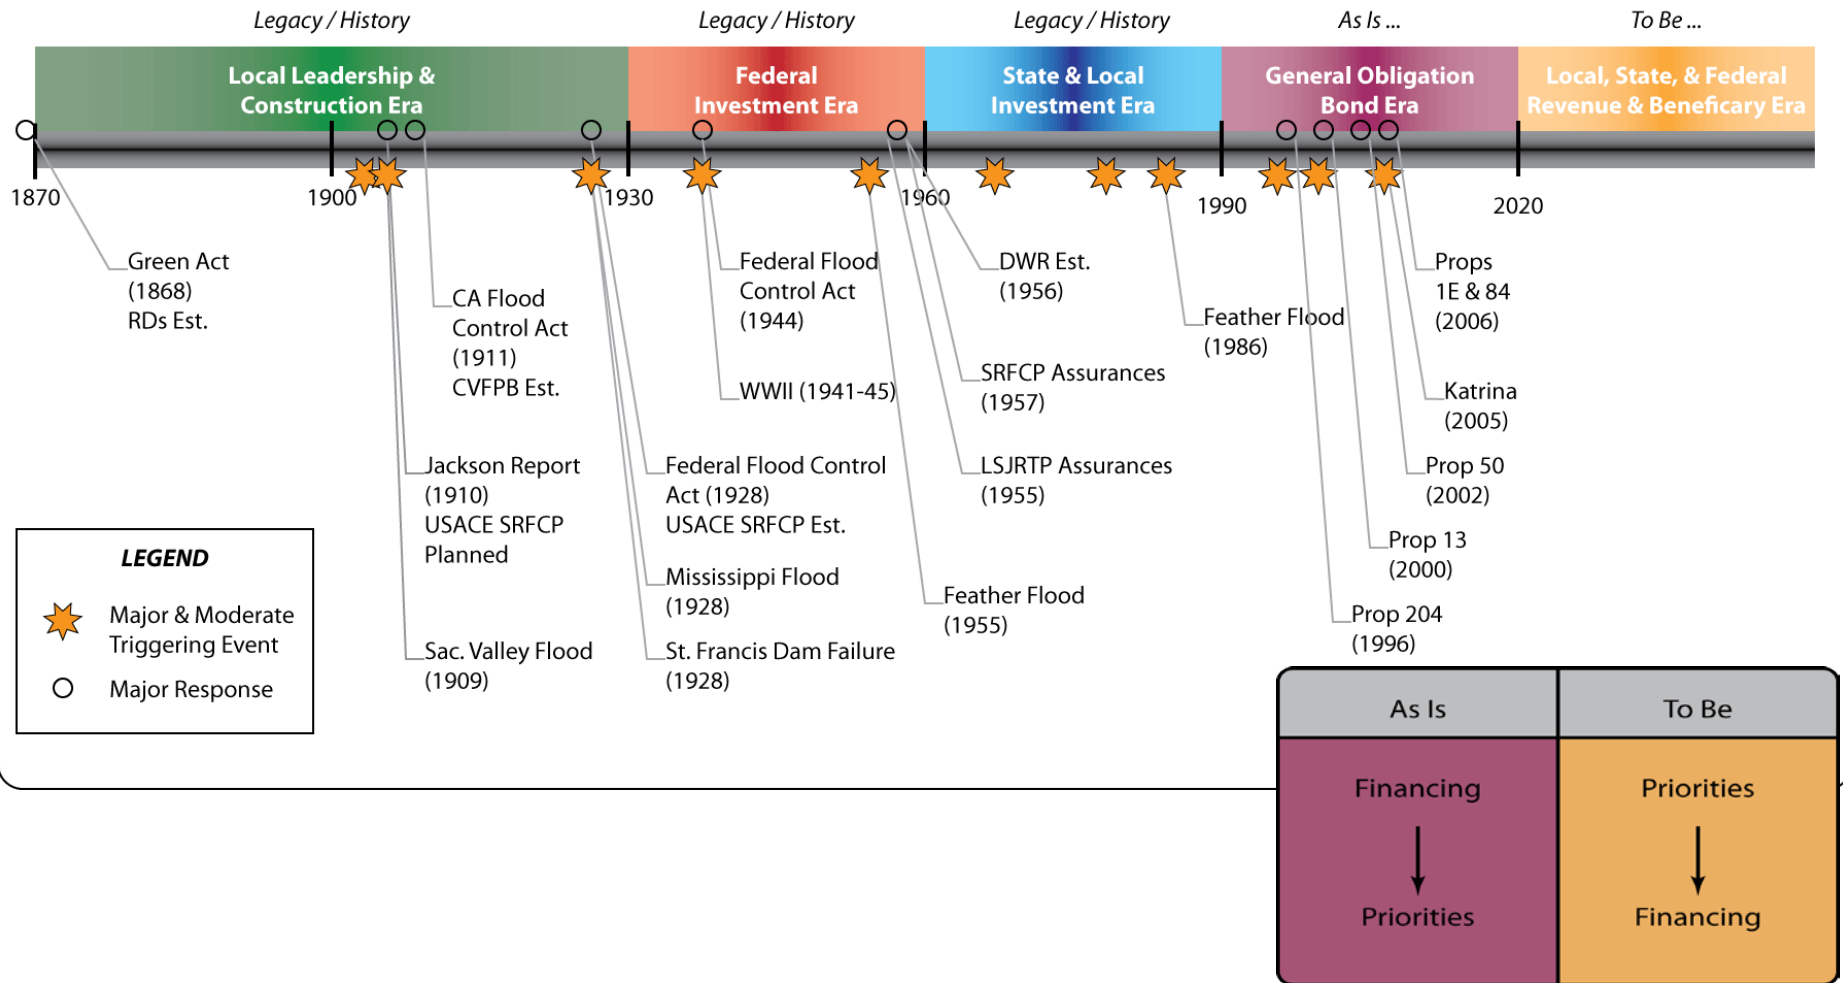 Legacy / History
Legacy / History
Legacy / History
As Is ...
To Be ...
Local Leadership &
Construction Era
Federal
Investment Era
State & Local
Investment Era
General Obligation
Bond Era
Local, State, & Federal
Revenue & Beneficiary Era
1870
1900
1930
1960
1990
2020
Green Act
(1868)
RDs Est.
CA Flood
Control Act
(1911)
CVFPB Est.
Jackson Report
(1910)
USACE SRFCP
Planned
Sac. Valley Flood
(1909)
Federal Flood Control
Act (1928)
USACE SRFCP Est.
Mississippi Flood
(1928)
St. Francis Dam Failure
(1928)
Federal Flood
Control Act
(1944)
WWII (1941-45)
Feather Flood
(1955)
DWR Est.
(1956)
SRFCP Assurances
(1957)
LSJRTP Assurances
(1955)
Feather Flood
(1986)
Props
1E & 84
(2006)
Katrina
(2005)
Prop 50
(2002)
Prop 13
(2000)
Prop 204
(1996)
LEGEND
Major & Moderate
Triggering Event
Major Response
As Is
To Be
Financing
Priorities
Priorities
Financing